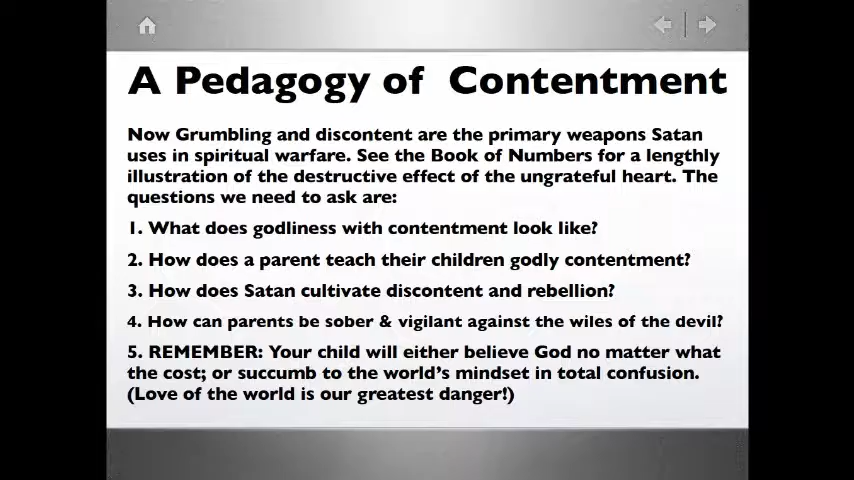 A Pedagogy of Contentment
Now Grumbling and discontent are the primary weapons Satan
uses in spiritual warfare. See the Book of Numbers for a lengthly
illustration of the destructive effect of the ungrateful heart. The
questions we need to ask are:
1. What does godliness with contentment look like?
2. How does a parent teach their children godly contentment?
3. How does Satan cultivate discontent and rebellion?
4. How can parents be sober & vigilant against the wiles of the devil?
5. REMEMBER: Your child will either believe God no matter what
the cost; or succumb to the world's mindset in total confusion.
(Love of the world is our greatest danger!)